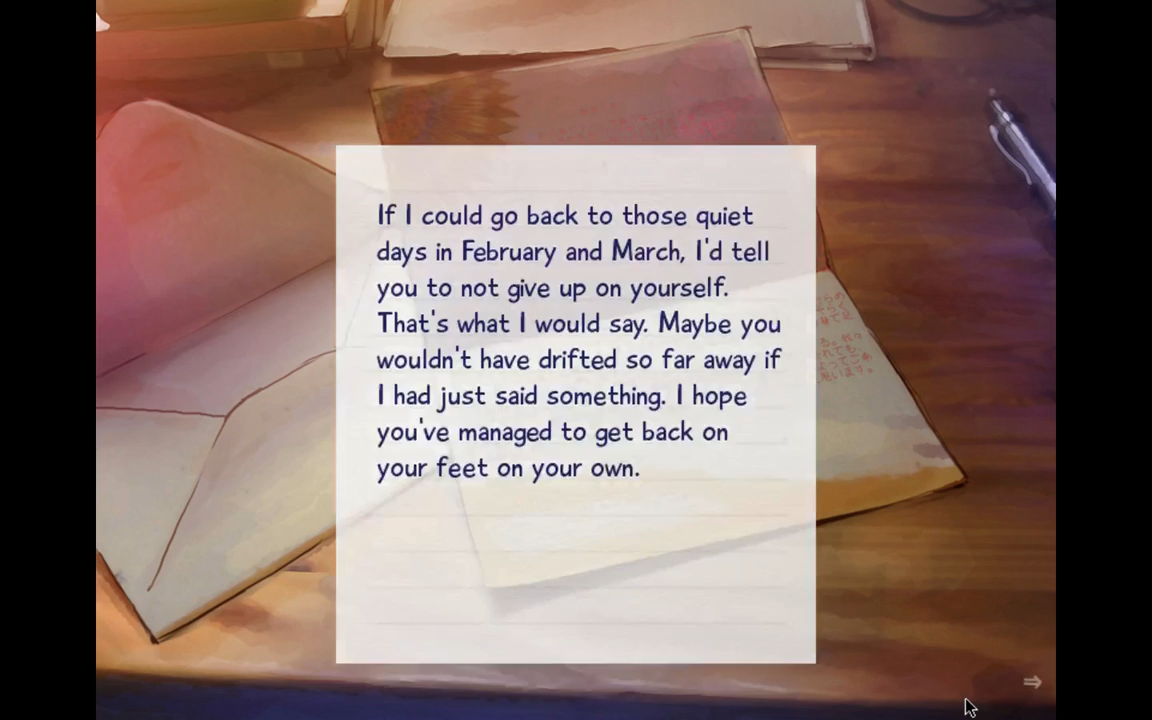 If I could go back to those quiet
days in February and March, I'd tell
you to not give up on yourself.
That's what I would say. Maybe you
wouldn't have drifted so far away if
I had just said something. I hope
you've managed to get back on
your feet on your own.